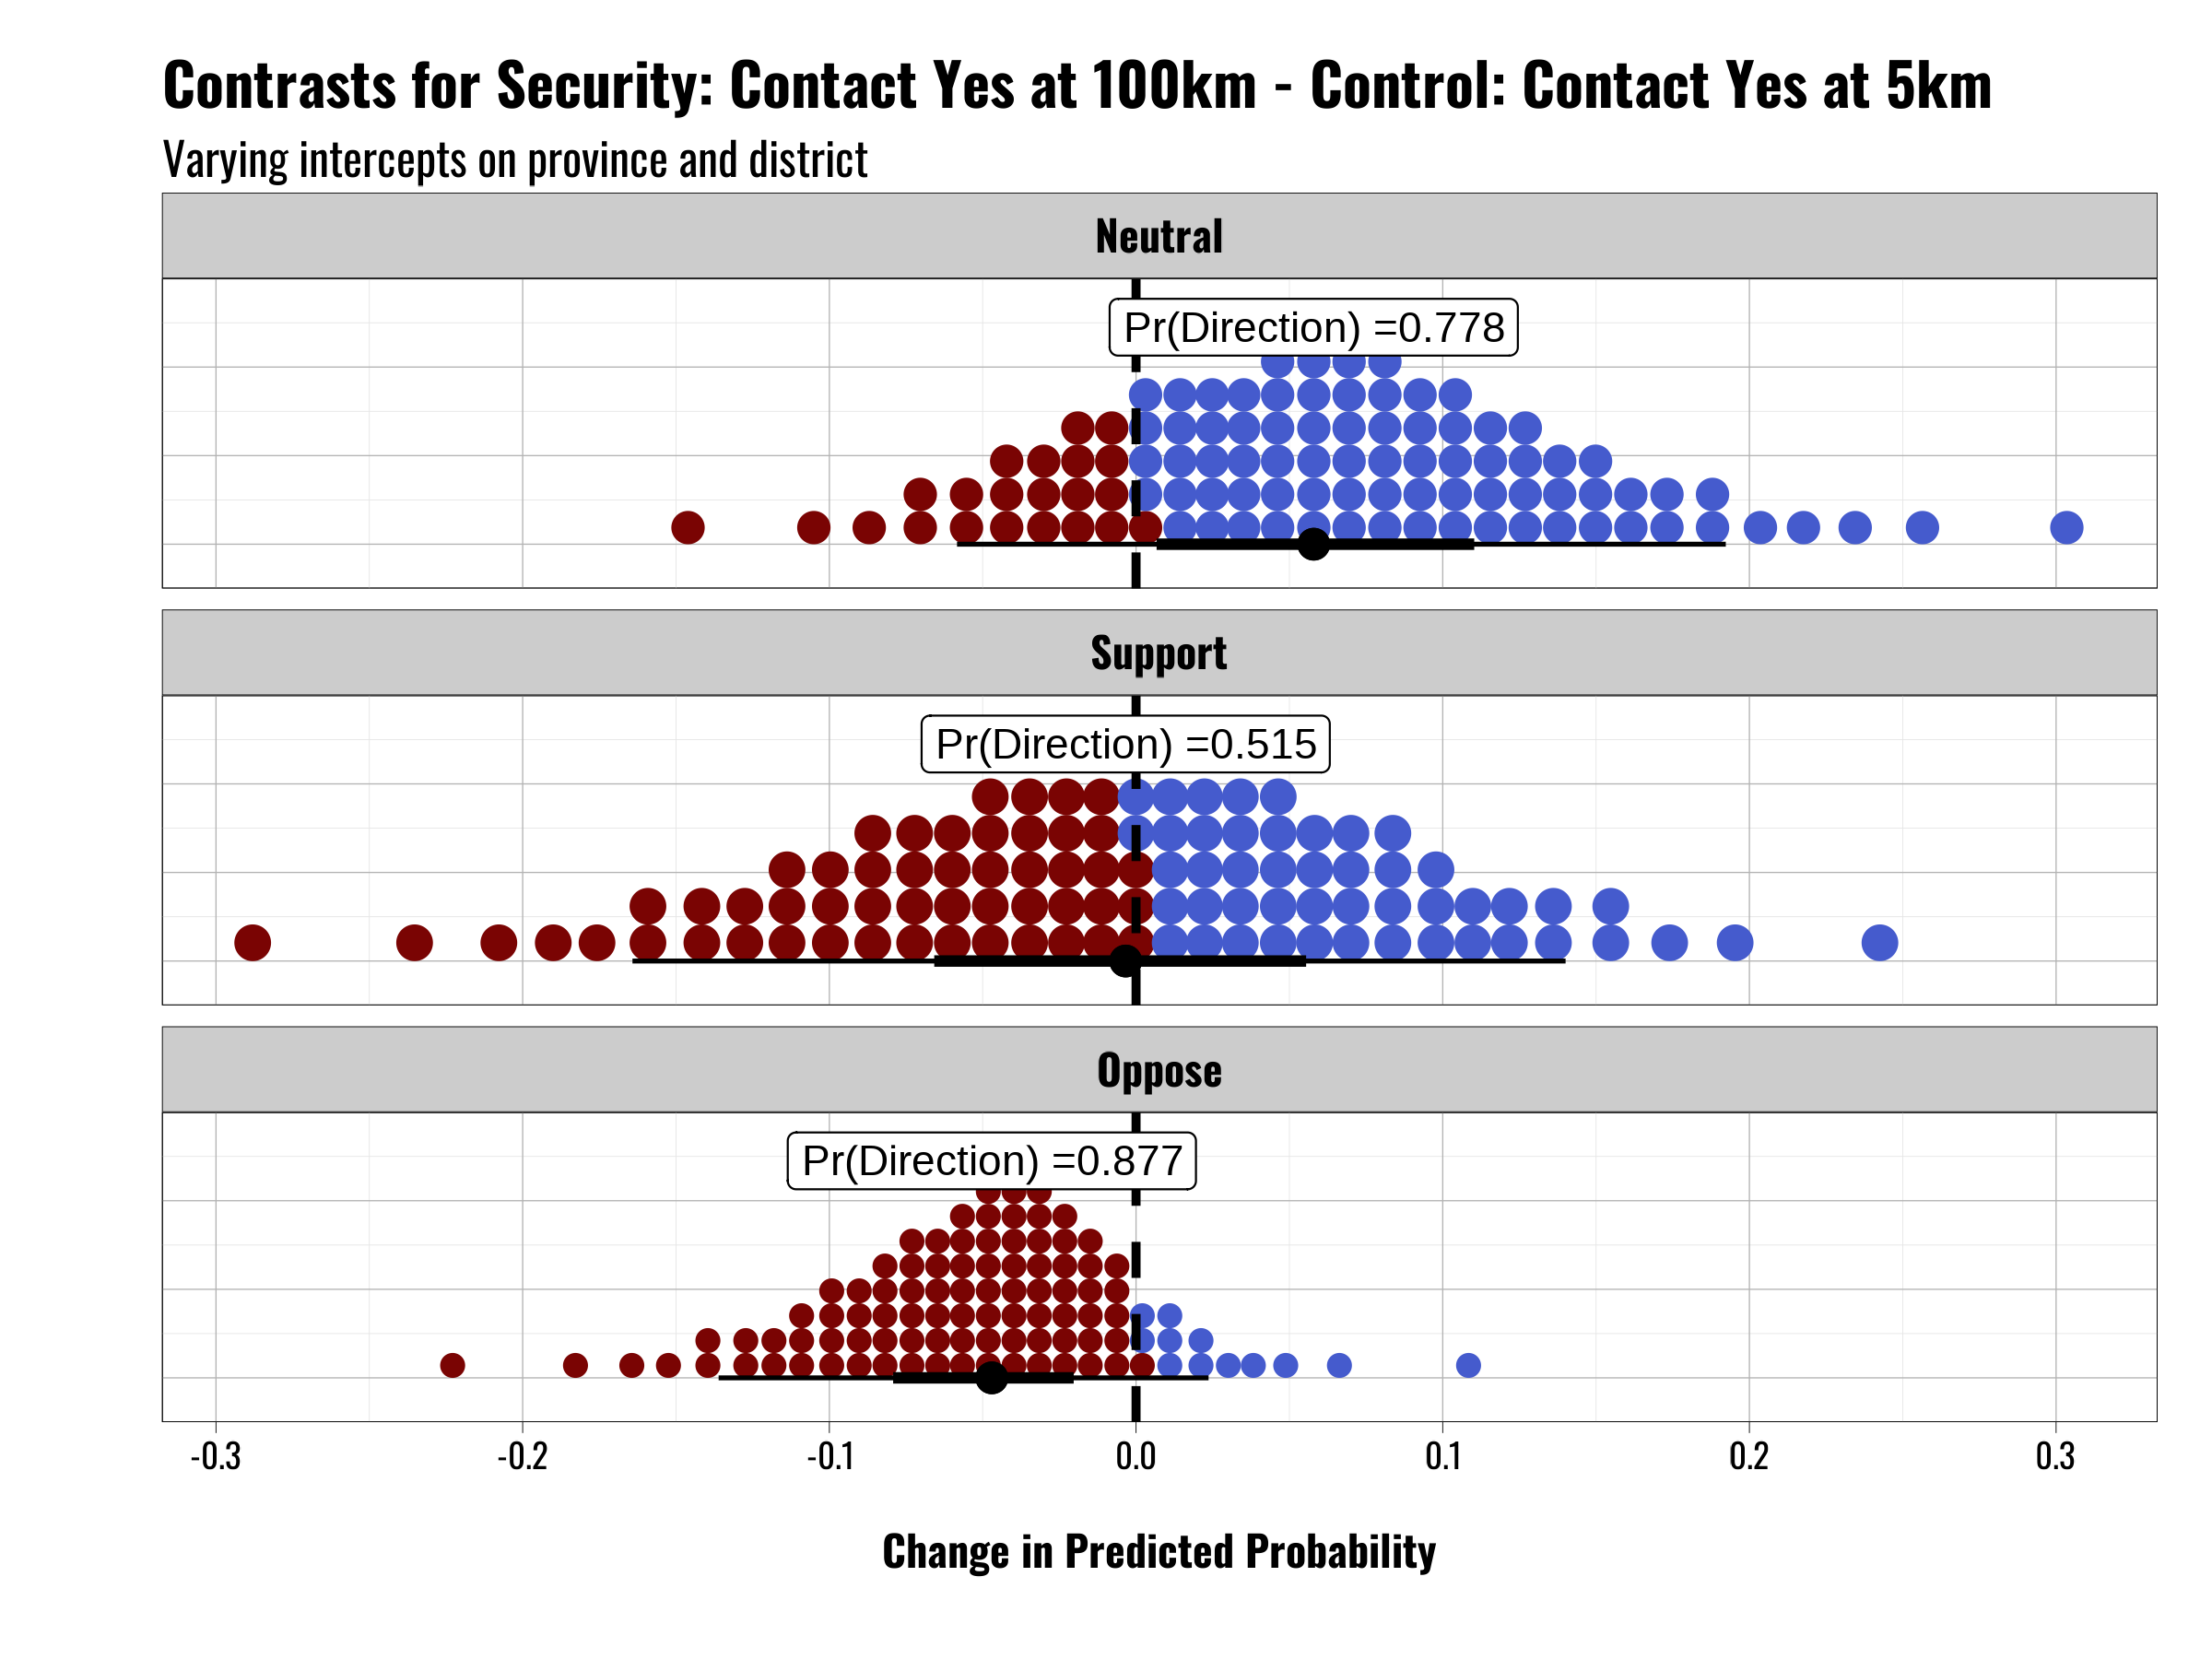 Contrasts for Security: Contact Yes at 100km - Control: Contact Yes at 5km
Varying intercepts on province and district
Neutral
Pr(Direction) =0.778
Support
Pr(Direction) =0.515
Oppose
Pr(Direction) =0.877
-0.3 -0.2 -0.1 0.0 0.1 0.2 0.3
Change in Predicted Probability